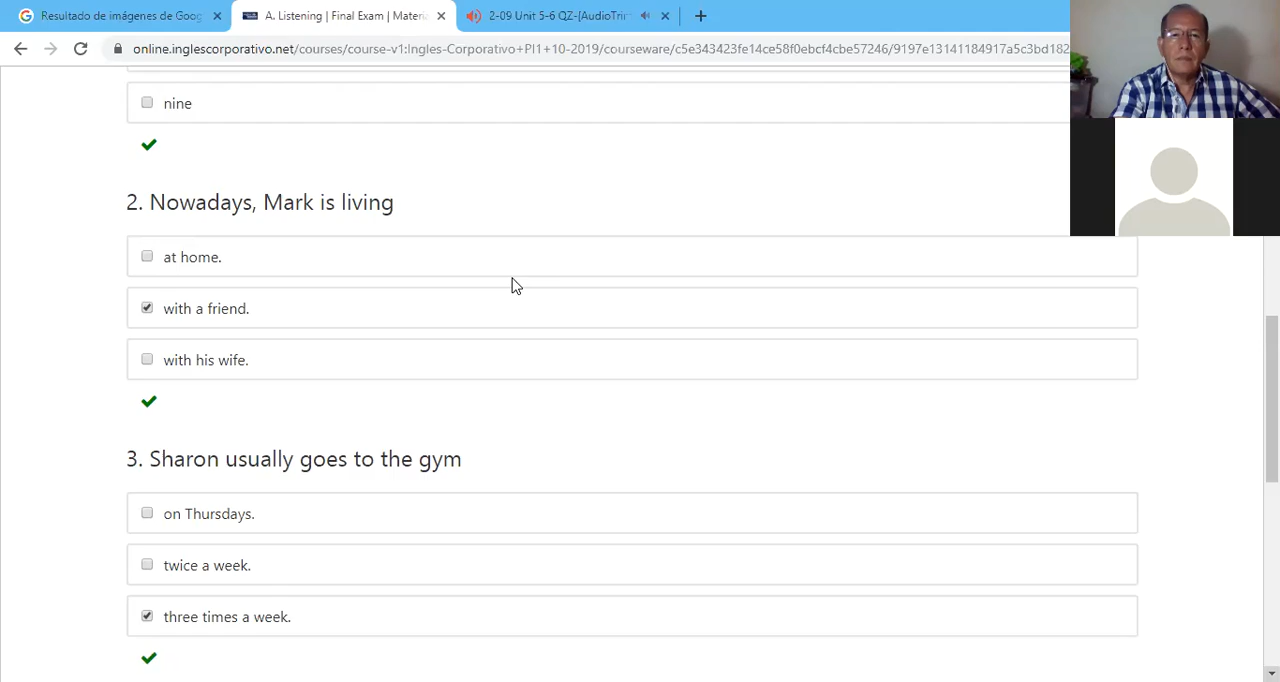 Resultado de imágenes de Goog
A. Listening | Final Exam | Mater
2-09 Unit 5-6 QZ-[AudioTri
online.inglescorporativo.net/courses/course-v1:Ingles-Corporativo+PI1+10-2019/courseware/c5e343423fe14ce58f0ebcf4cbe57246/9197e13141184917a5c3bd182
nine
2. Nowadays, Mark is living
at home.
with a friend.
with his wife.
3. Sharon usually goes to the gym
on Thursdays.
twice a week.
three times a week.